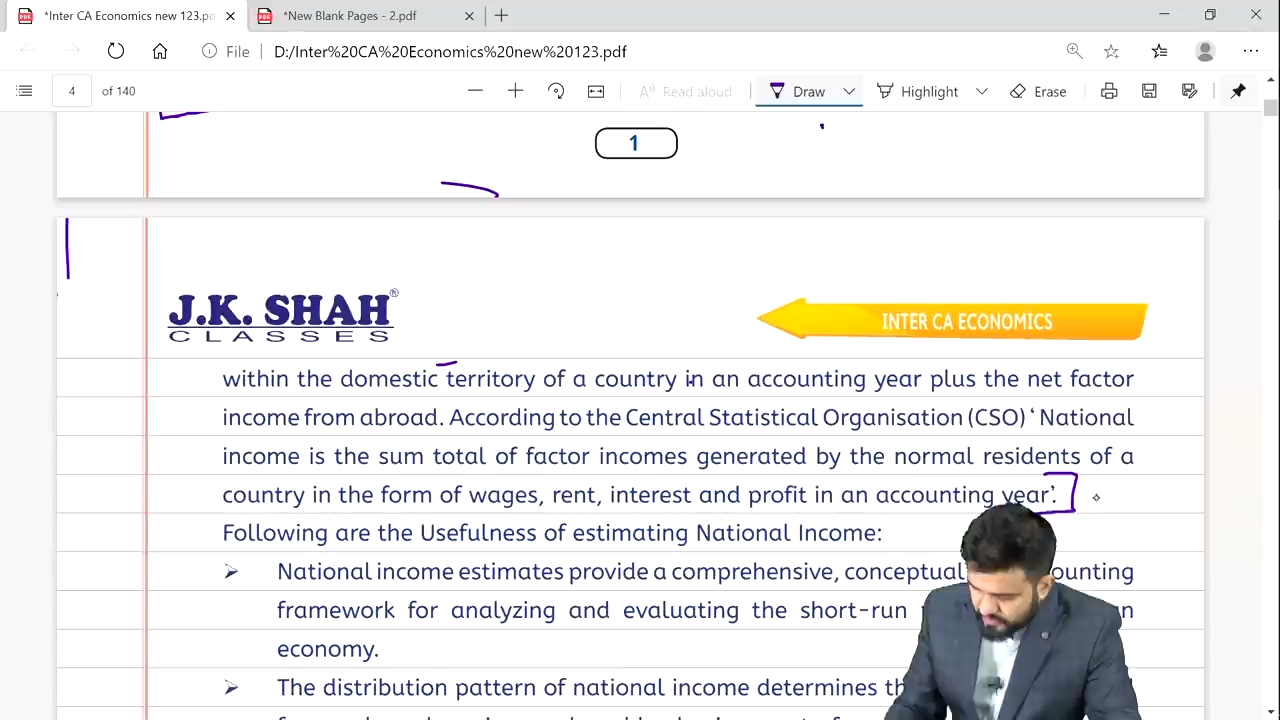 *Inter CA Economics new 123.pd
*New Blank Pages - 2.pdf
File
D:/Inter%20CA%20Economics%20new%20123.pdf
4 of 140
Read aloud
Draw
Highlight
Erase
1
J.K. SHAH®
CLASSES
INTER CA ECONOMICS
within the domestic territory of a country in an accounting year plus the net factor
income from abroad. According to the Central Statistical Organisation (CSO) ‘ National
income is the sum total of factor incomes generated by the normal residents of a
country in the form of wages, rent, interest and profit in an accounting year’.
Following are the Usefulness of estimating National Income:
➢ National income estimates provide a comprehensive, conceptual
framework for analyzing and evaluating the short-run
economy.
➢ The distribution pattern of national income determines